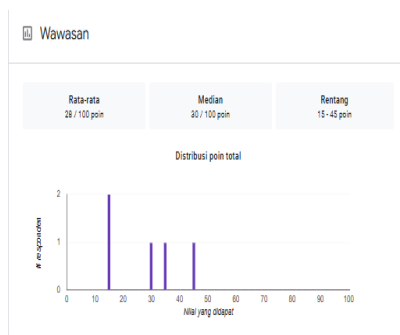 Wawasan
Rata-rata
28 / 100 poin
Median
30 / 100 poin
Rentang
15 - 45 poin
Distribusi poin total
# responden
2
1
0
0 10 20 30 40 50 60 70 80 90 100
Nilai yang didapat